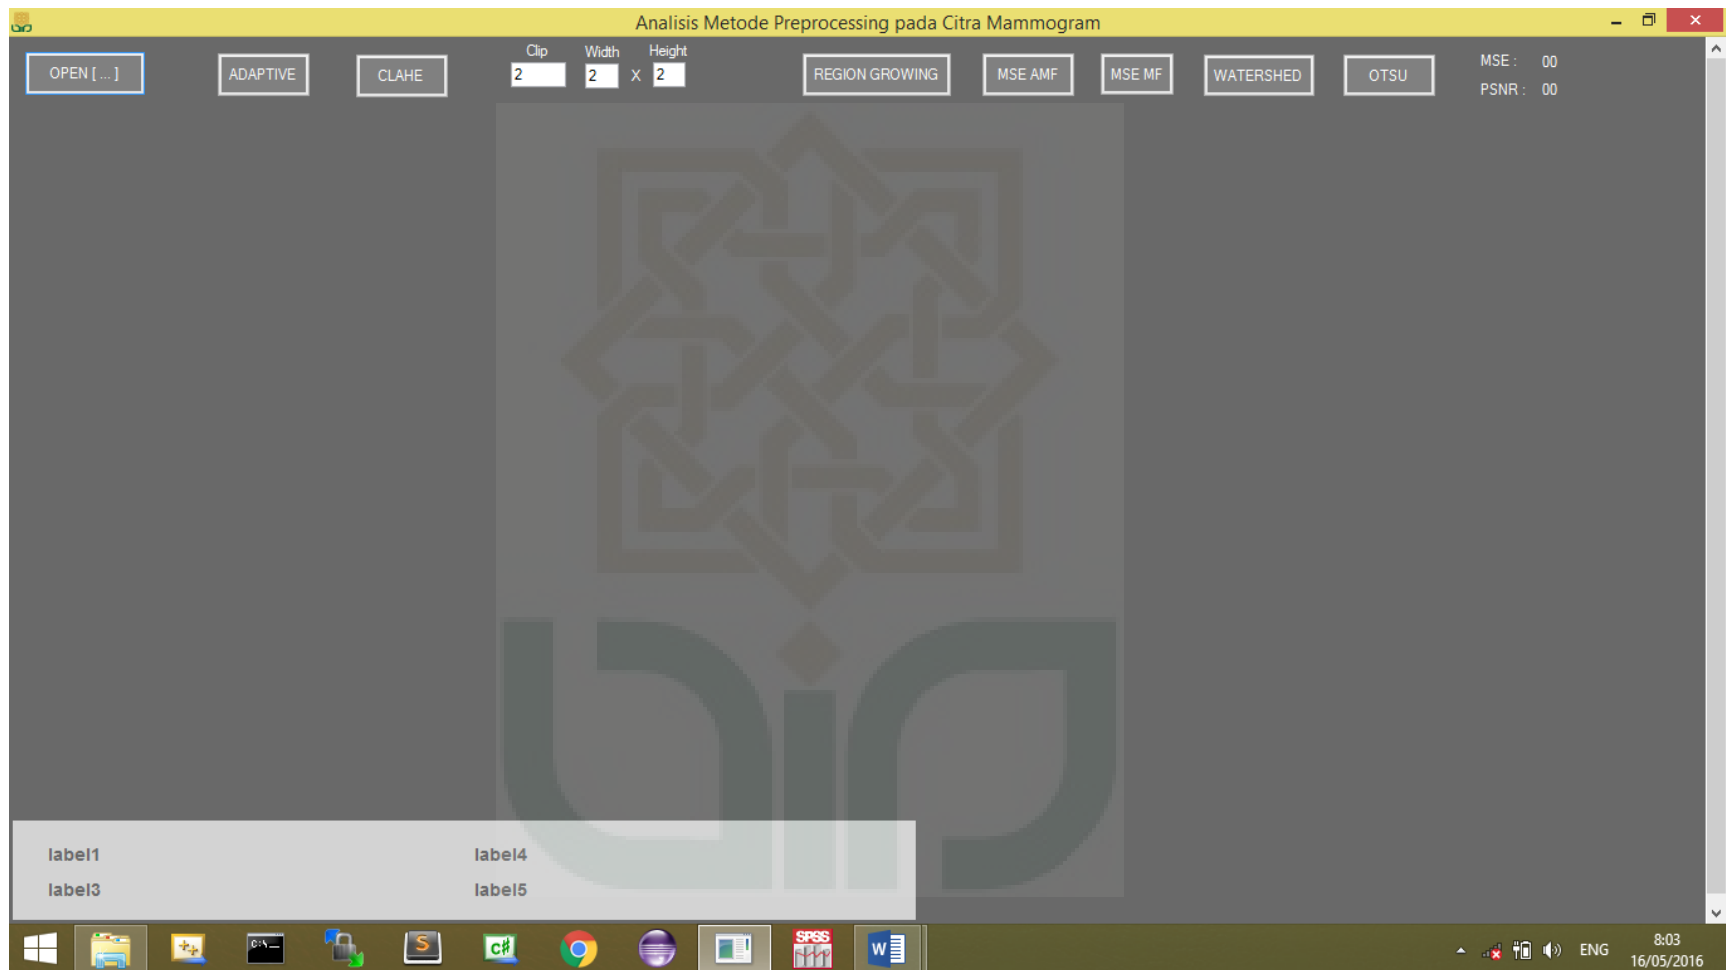 Analisis Metode Preprocessing pada Citra Mammogram
OPEN [ ... ]
ADAPTIVE
CLAHE
Clip
Width
Height
2
2
X
2
REGION GROWING
MSE AMF
MSE MF
WATERSHED
OTSU
MSE :
00
PSNR :
00
label1
label4
label3
label5
C:\_
S
c#
SPSS
W
ENG
8:03
16/05/2016